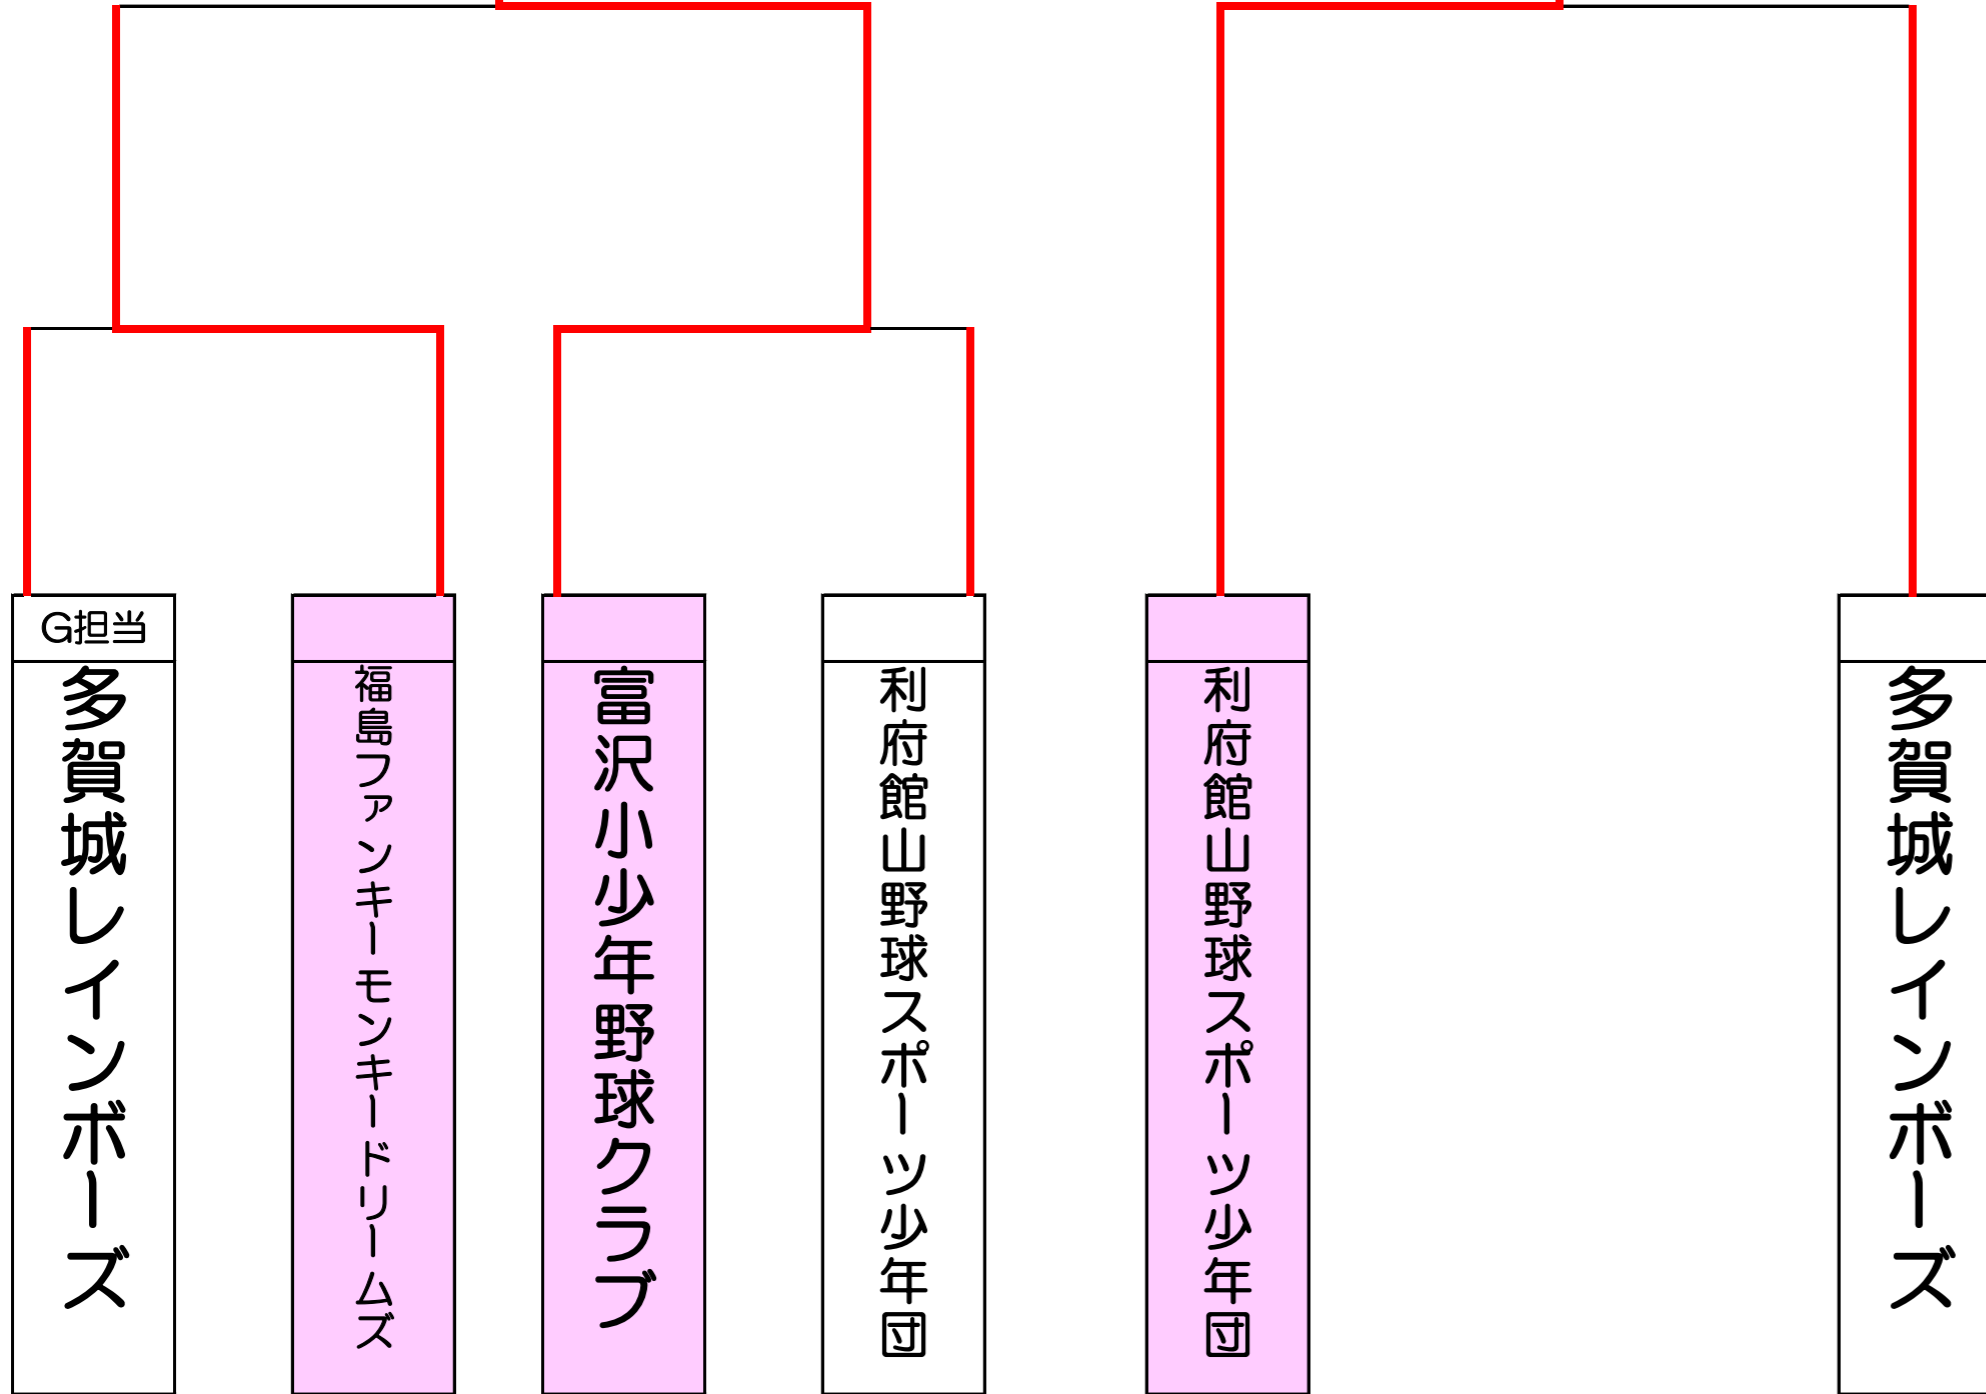 G担当
多賀城レインボーズ
福島ファンキーモンキードリームズ
富沢小少年野球クラブ
利府館山野球スポーツ少年団
利府館山野球スポーツ少年団
多賀城レインボーズ